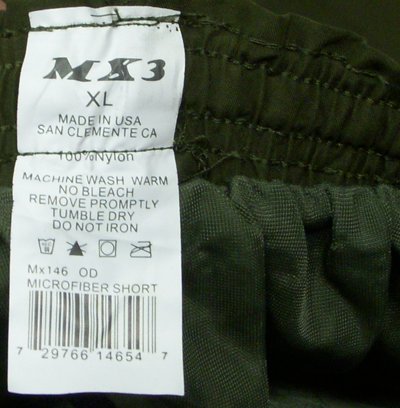 MX3
XL
MADE IN USA
SAN CLEMENTE CA
100%Nylon
MACHINE WASH WARM
NO BLEACH
REMOVE PROMPTLY
TUMBLE DRY
DO NOT IRON
Mx146 OD
MICROFIBER SHORT
7 29766 14654 7